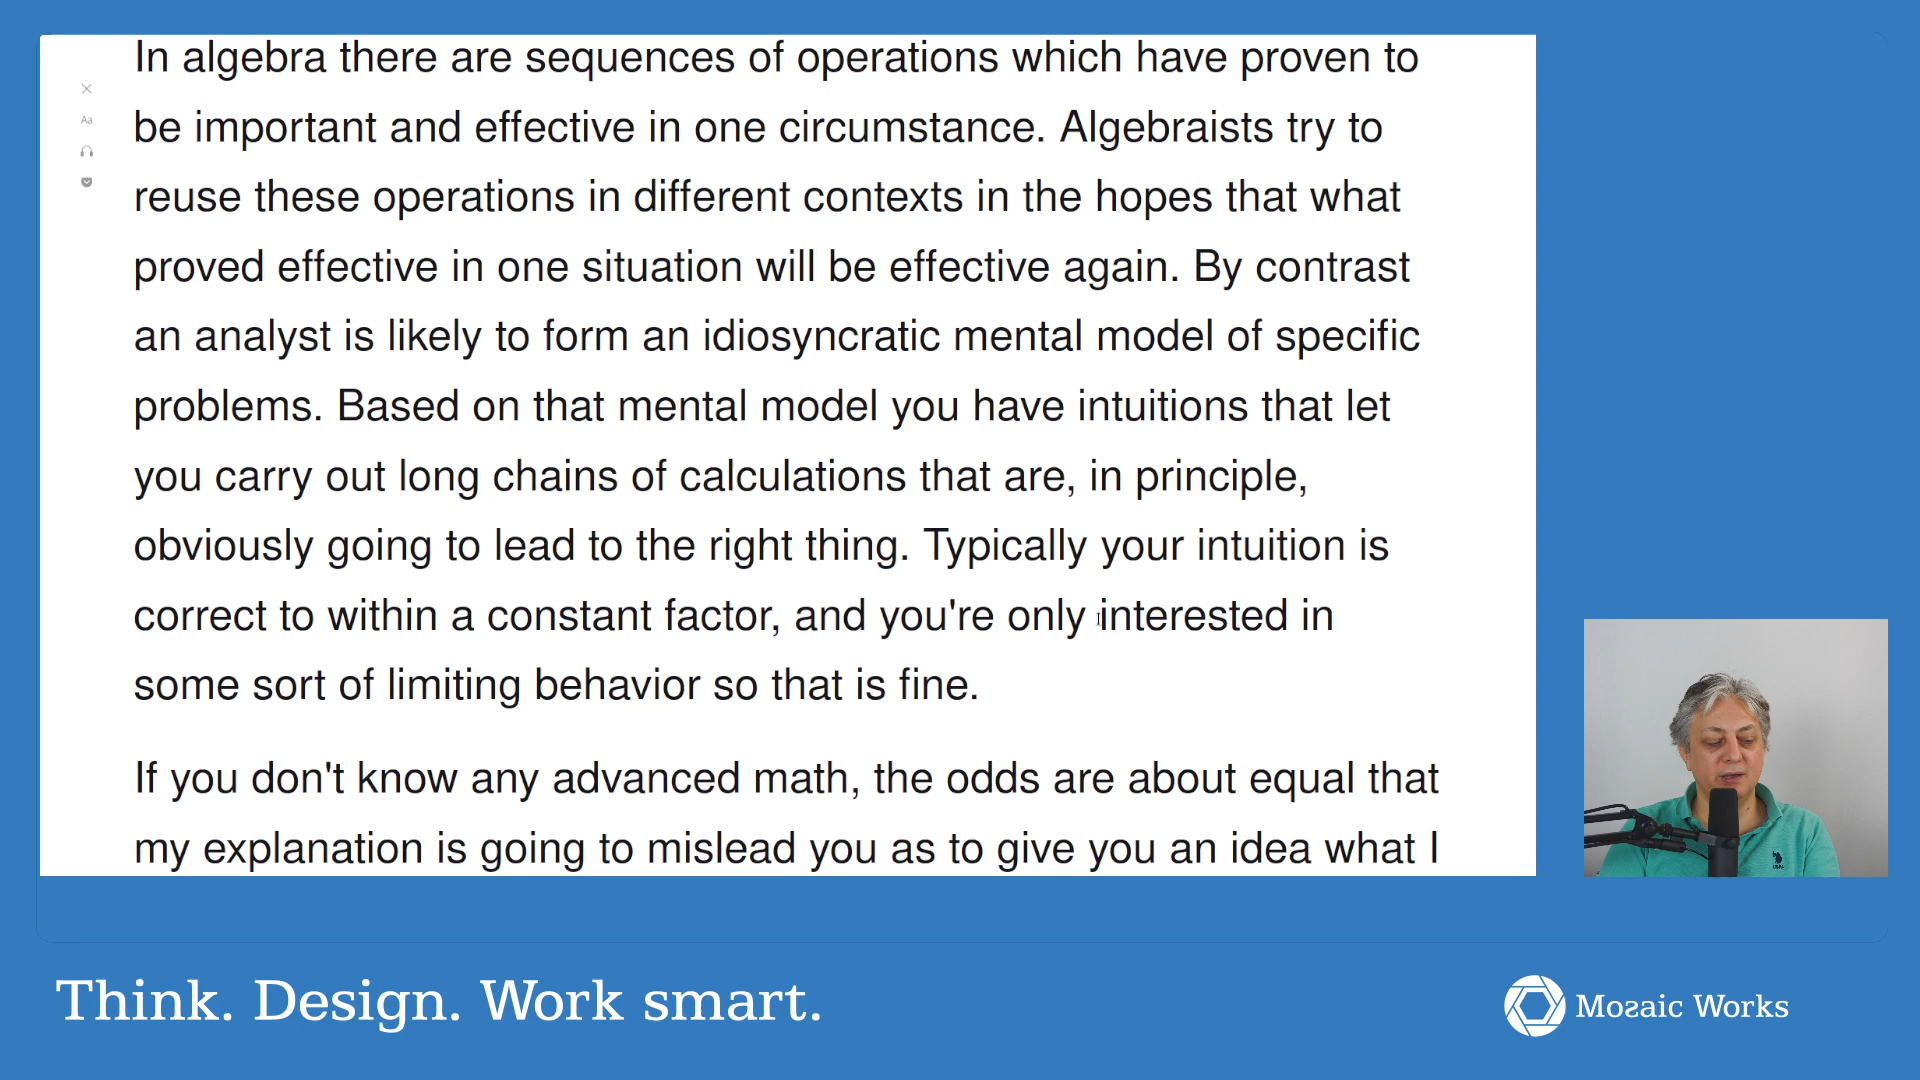 In algebra there are sequences of operations which have proven to
be important and effective in one circumstance. Algebraists try to
reuse these operations in different contexts in the hopes that what
proved effective in one situation will be effective again. By contrast
an analyst is likely to form an idiosyncratic mental model of specific
problems. Based on that mental model you have intuitions that let
you carry out long chains of calculations that are, in principle,
obviously going to lead to the right thing. Typically your intuition is
correct to within a constant factor, and you're only interested in
some sort of limiting behavior so that is fine.
If you don't know any advanced math, the odds are about equal that
my explanation is going to mislead you as to give you an idea what I
Aa
Think. Design. Work smart.
Mozaic Works